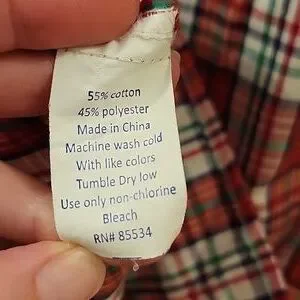 55% cotton
45% polyester
Made in China
Machine wash cold
With like colors
Tumble Dry low
Use only non-chlorine
Bleach
RN# 85534